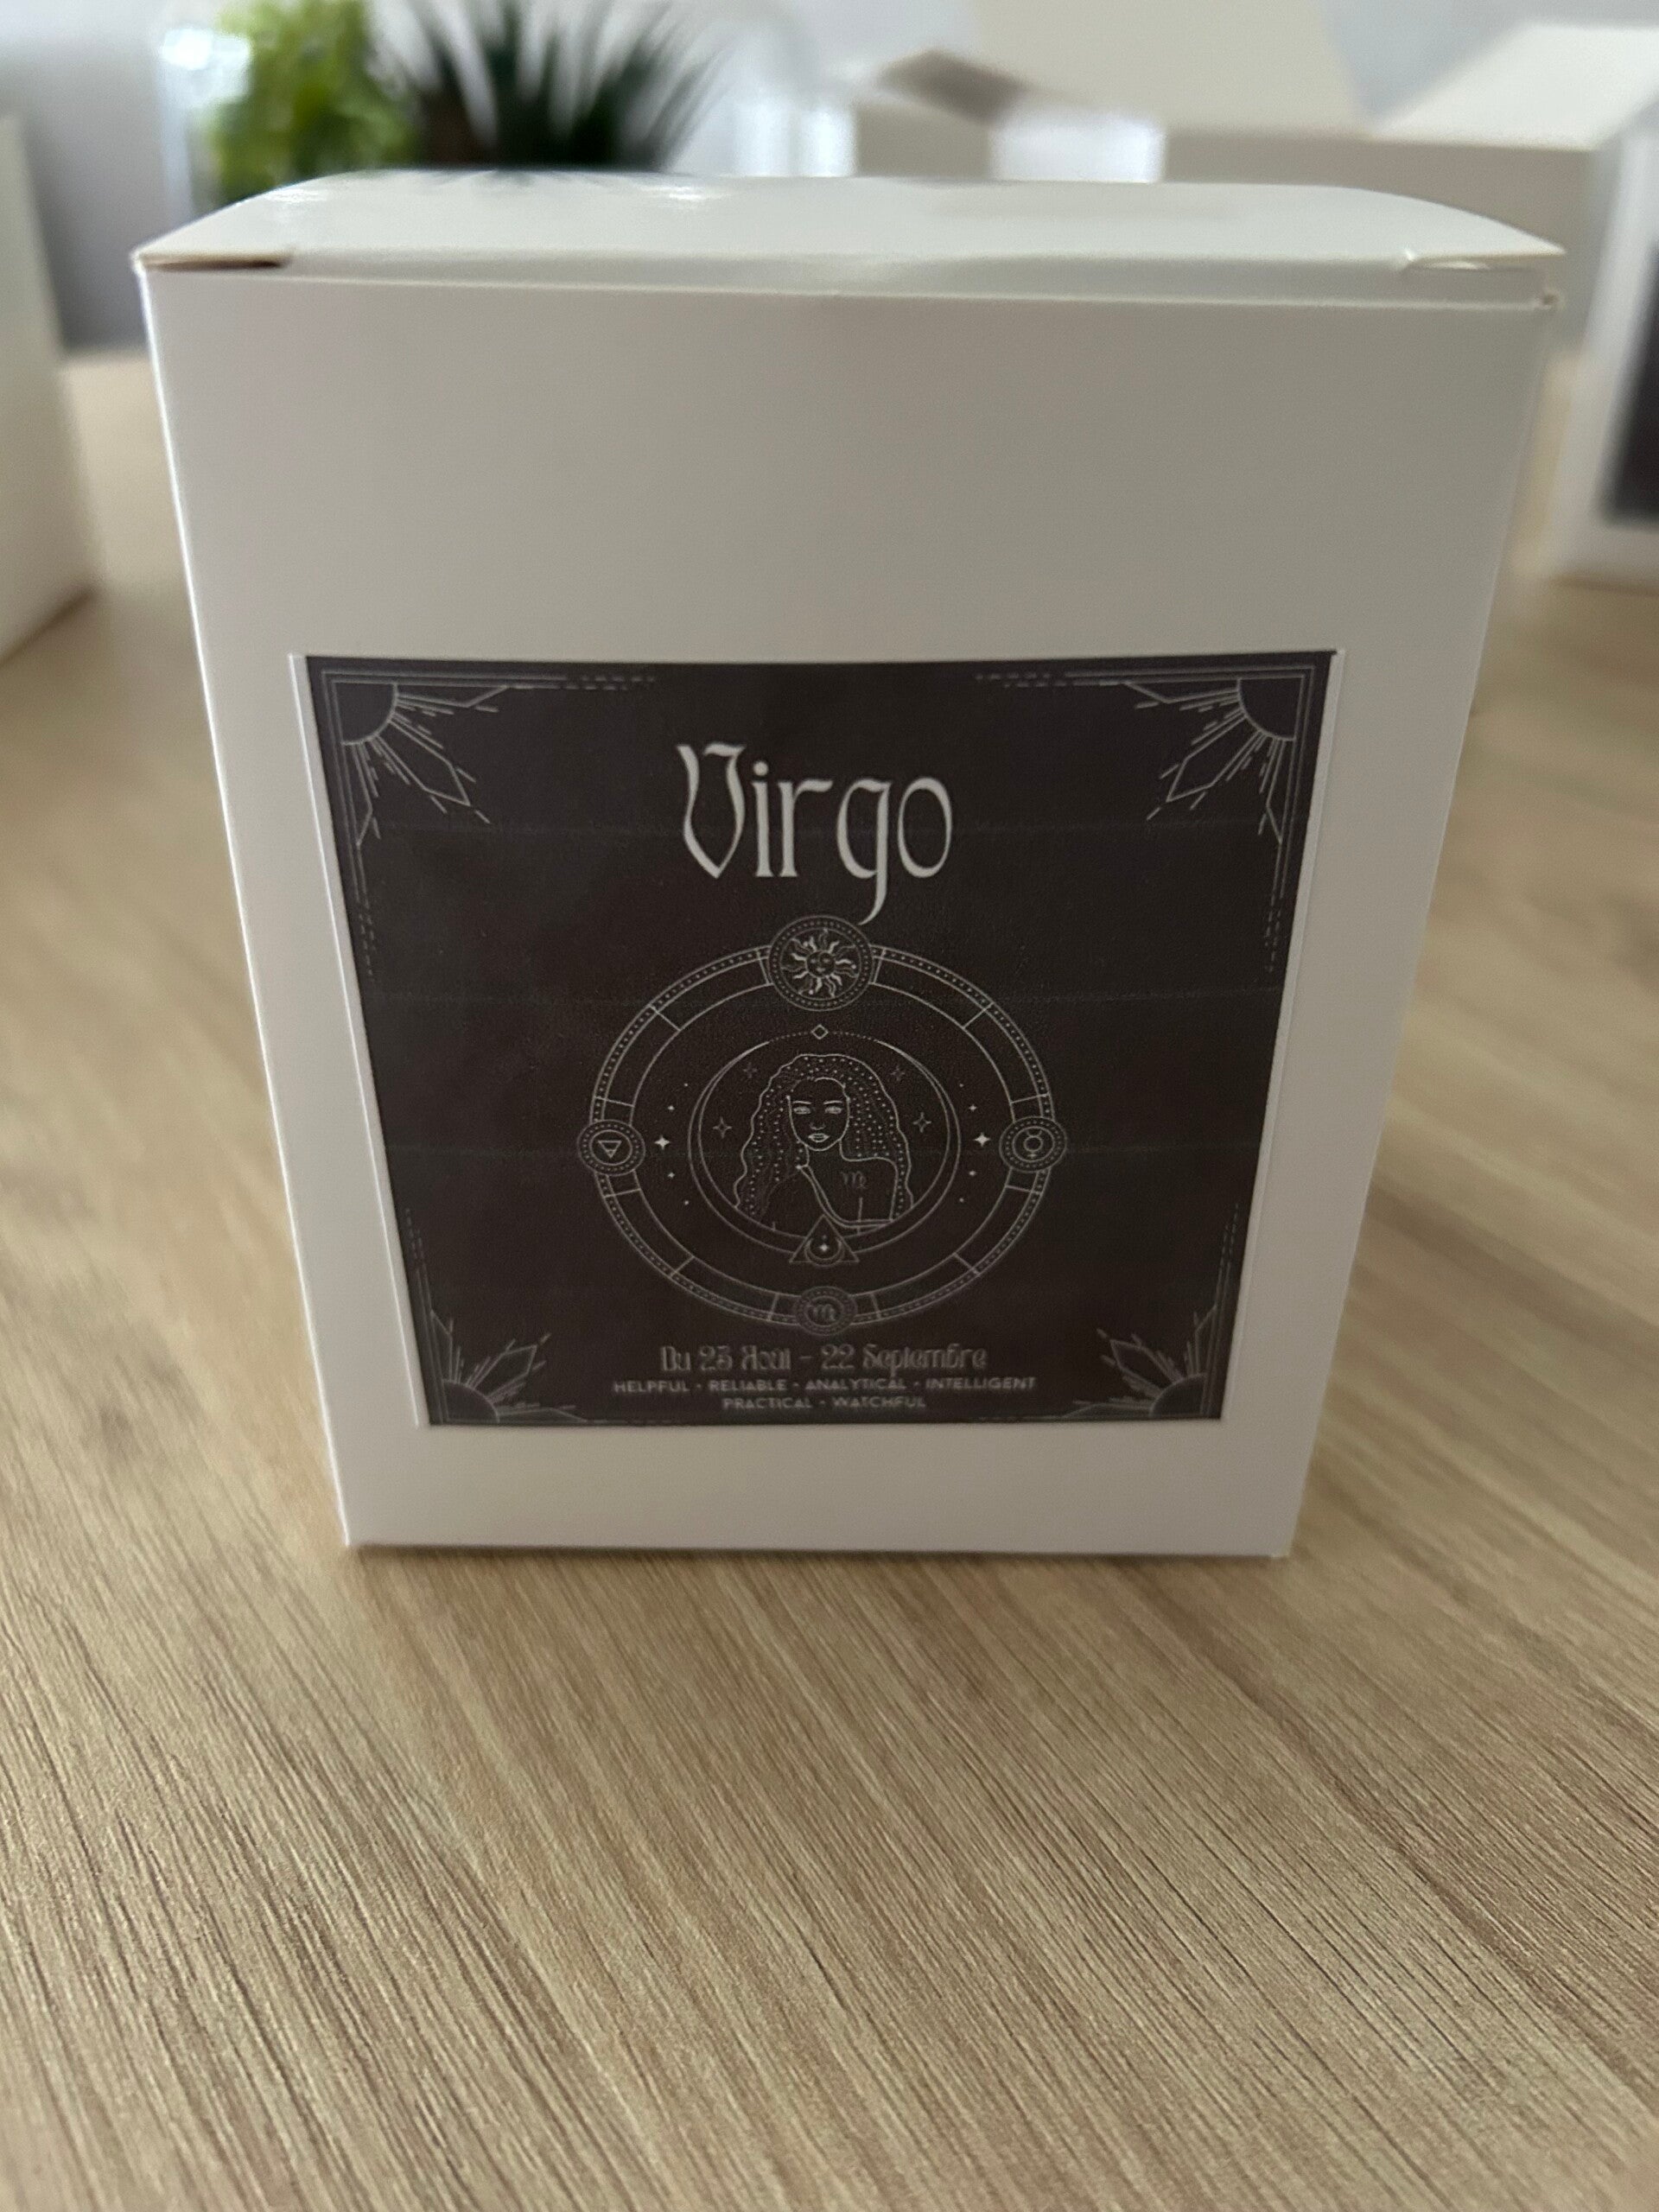 Virgo
Du 23 Août - 22 Septembre
HELPFUL - RELIABLE - ANALYTICAL - INTELLIGENT
PRACTICAL - WATCHFUL